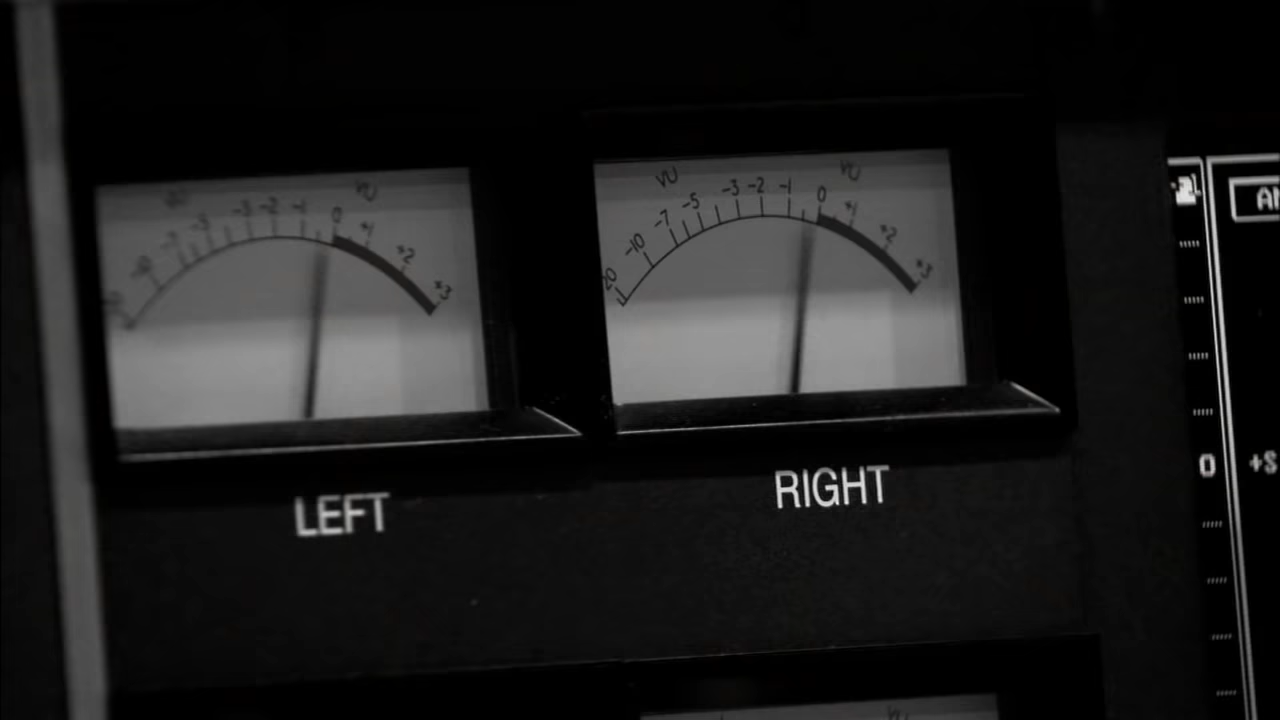 VU
-3 -2 -1 0 +1 +2 +3
LEFT
VU VU
20 -10 -7 -5 -3 -2 -1 0 +1 +2 +3
RIGHT
0